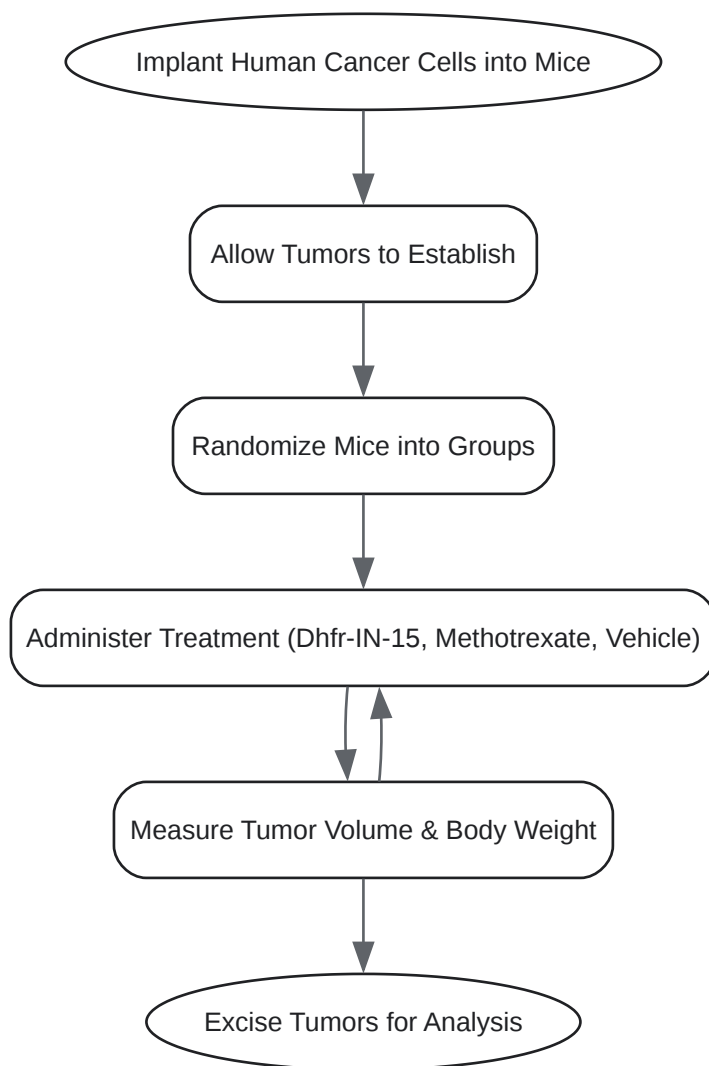 Implant Human Cancer Cells into Mice
Allow Tumors to Establish
Randomize Mice into Groups
Administer Treatment (Dhfr-IN-15, Methotrexate, Vehicle)
Measure Tumor Volume & Body Weight
Excise Tumors for Analysis